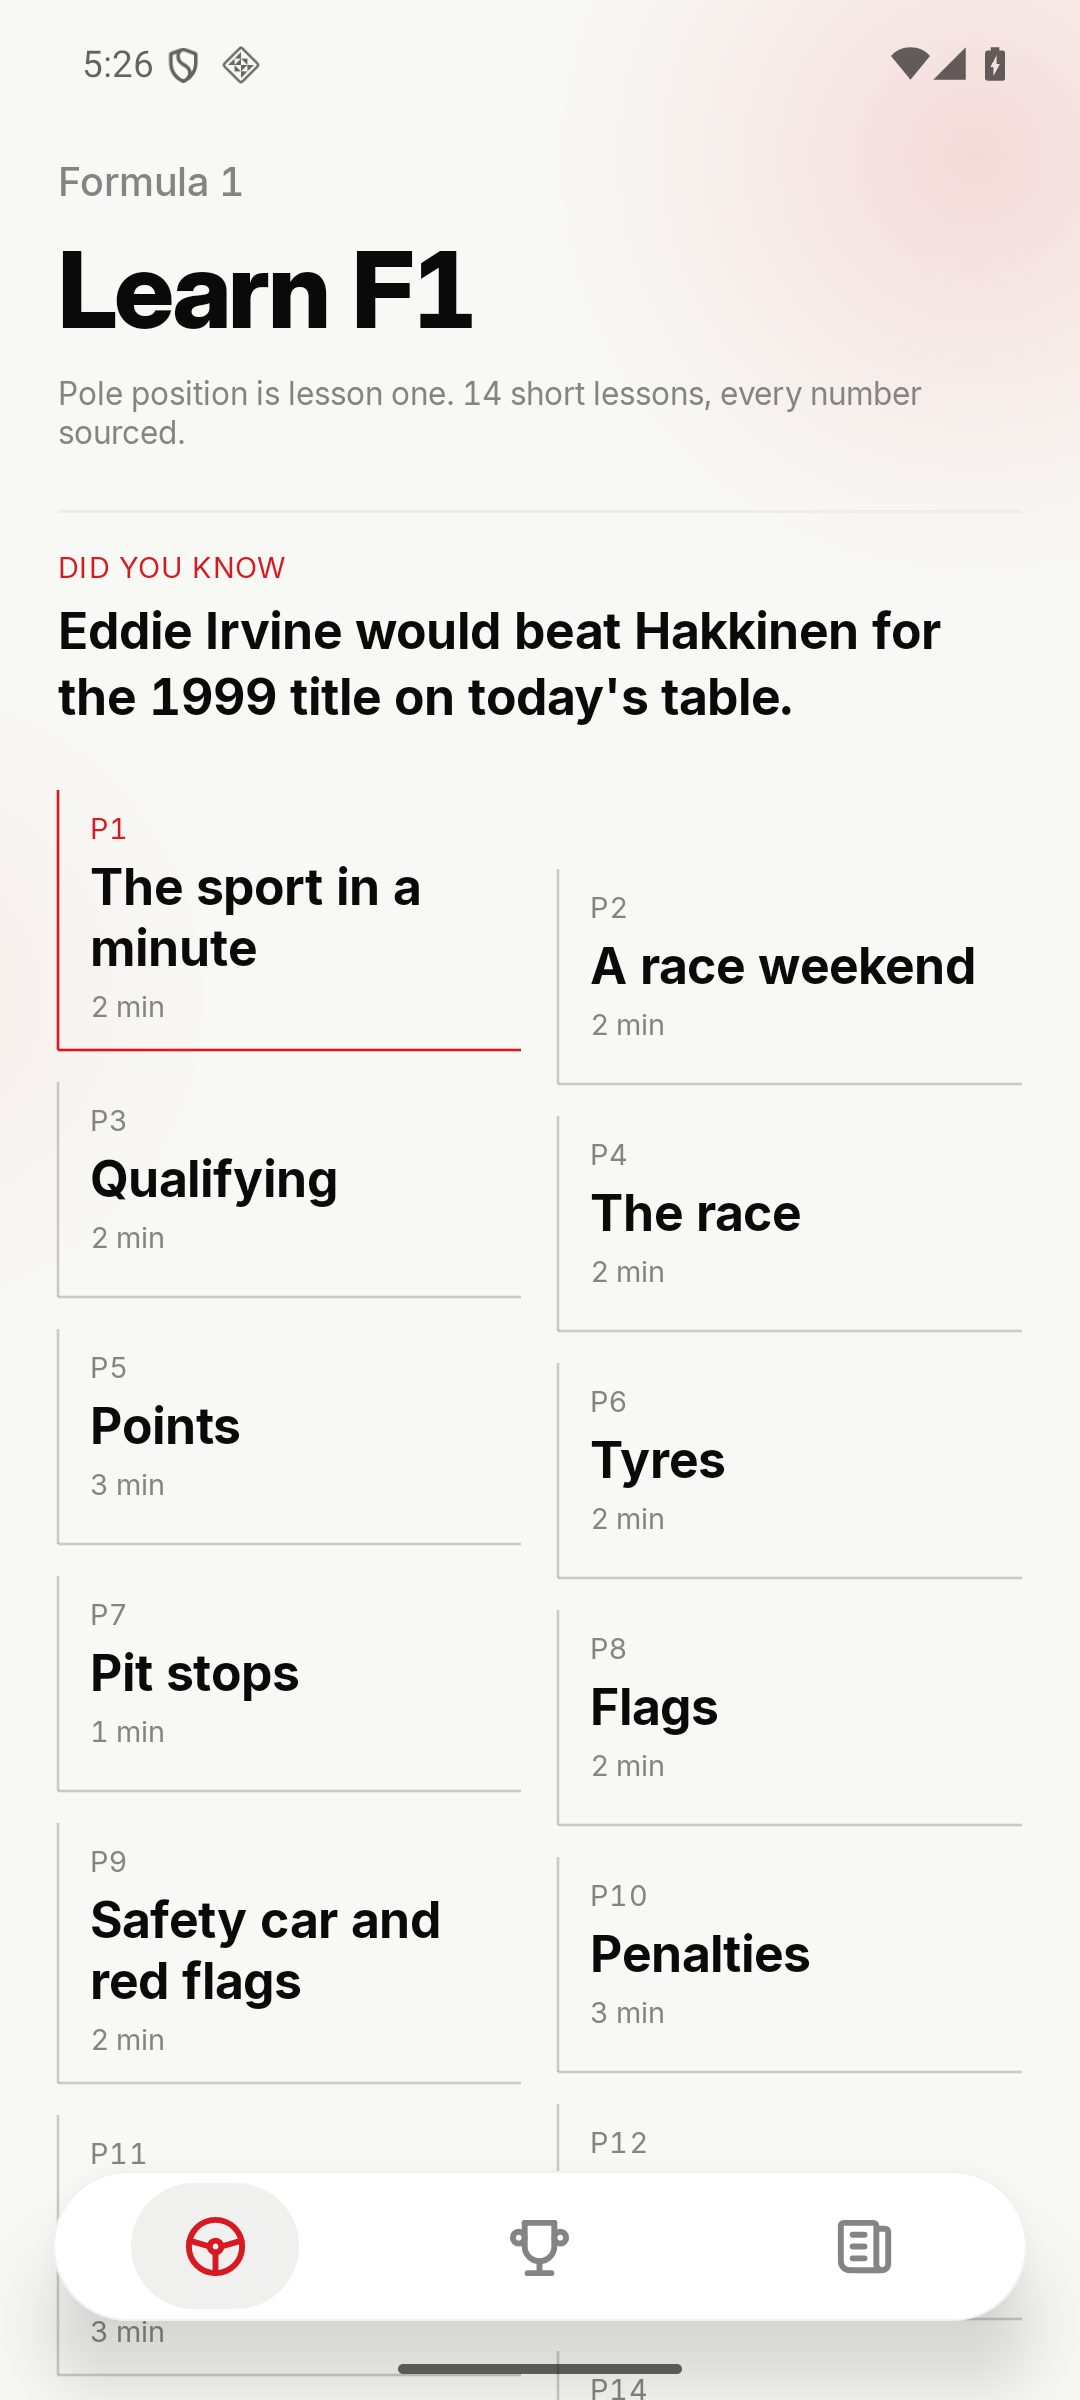 5:26
Formula 1
Learn F1
Pole position is lesson one. 14 short lessons, every number
sourced.
DID YOU KNOW
Eddie Irvine would beat Hakkinen for
the 1999 title on today's table.
P1
The sport in a
minute
2 min
P2
A race weekend
2 min
P3
Qualifying
2 min
P4
The race
2 min
P5
Points
3 min
P6
Tyres
2 min
P7
Pit stops
1 min
P8
Flags
2 min
P9
Safety car and
red flags
2 min
P10
Penalties
3 min
P11
P12
3 min
P14